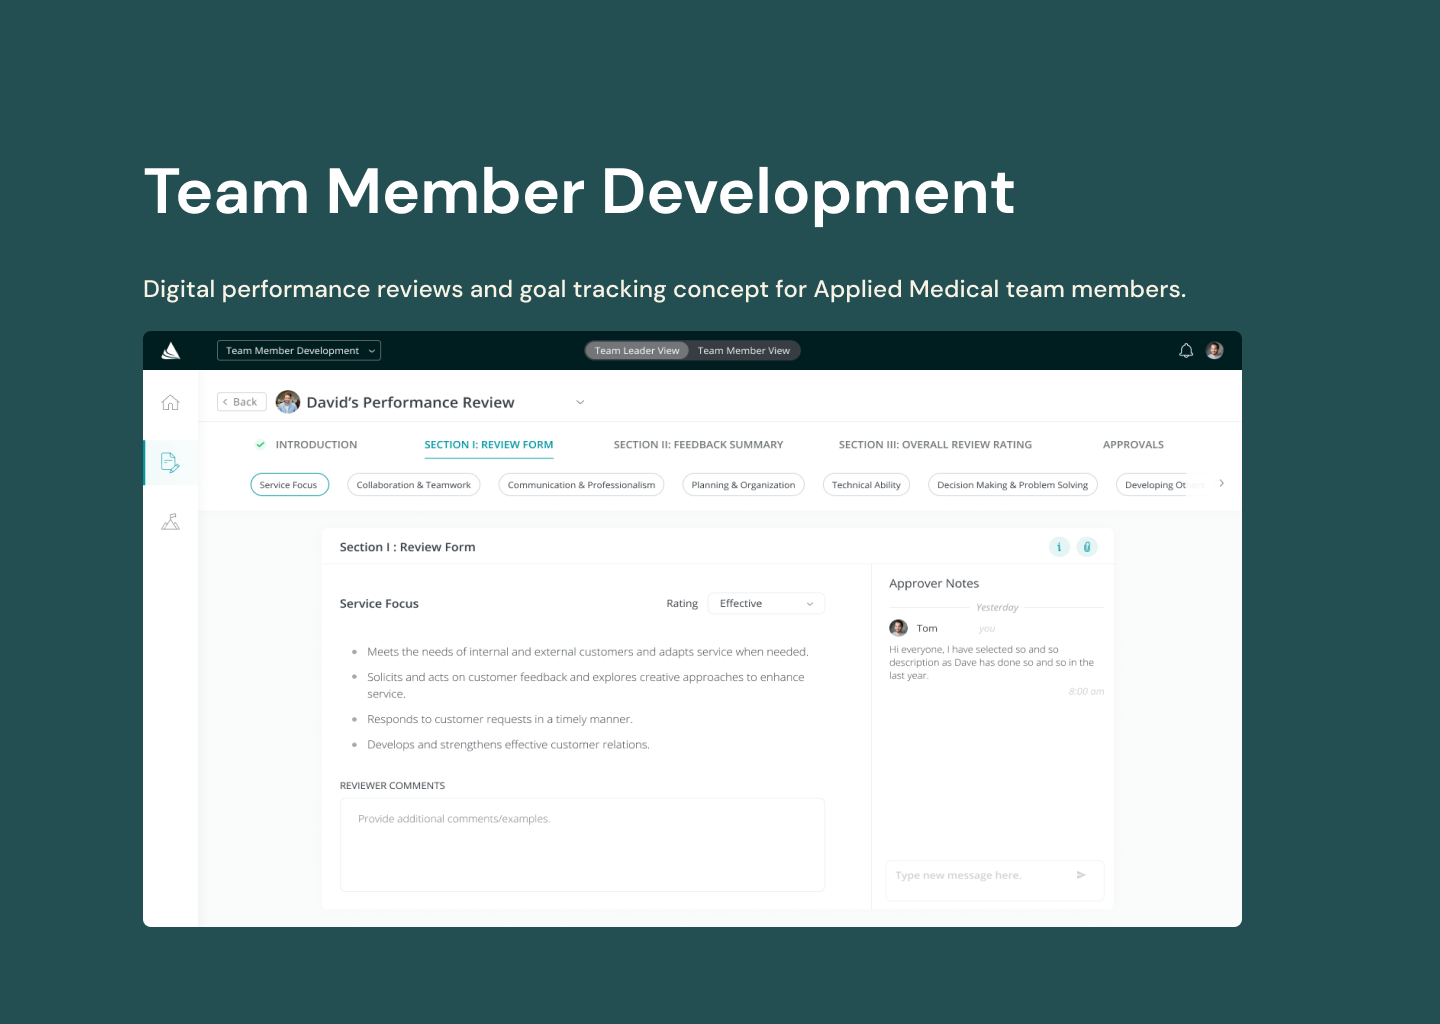 Team Member Development
Digital performance reviews and goal tracking concept for Applied Medical team members.
Team Member Development
Team Leader View
Team Member View
Back
David's Performance Review
INTRODUCTION
SECTION I: REVIEW FORM
SECTION II: FEEDBACK SUMMARY
SECTION III: OVERALL REVIEW RATING
APPROVALS
Service Focus
Collaboration & Teamwork
Communication & Professionalism
Planning & Organization
Technical Ability
Decision Making & Problem Solving
Developing Others
Section I : Review Form
i
Service Focus
Rating
Effective
Meets the needs of internal and external customers and adapts service when needed.
Solicits and acts on customer feedback and explores creative approaches to enhance
service.
Responds to customer requests in a timely manner.
Develops and strengthens effective customer relations.
REVIEWER COMMENTS
Provide additional comments/examples.
Approver Notes
Yesterday
Tom
you
Hi everyone, I have selected so and so
description as Dave has done so and so in the
last year.
8:00 am
Type new message here.